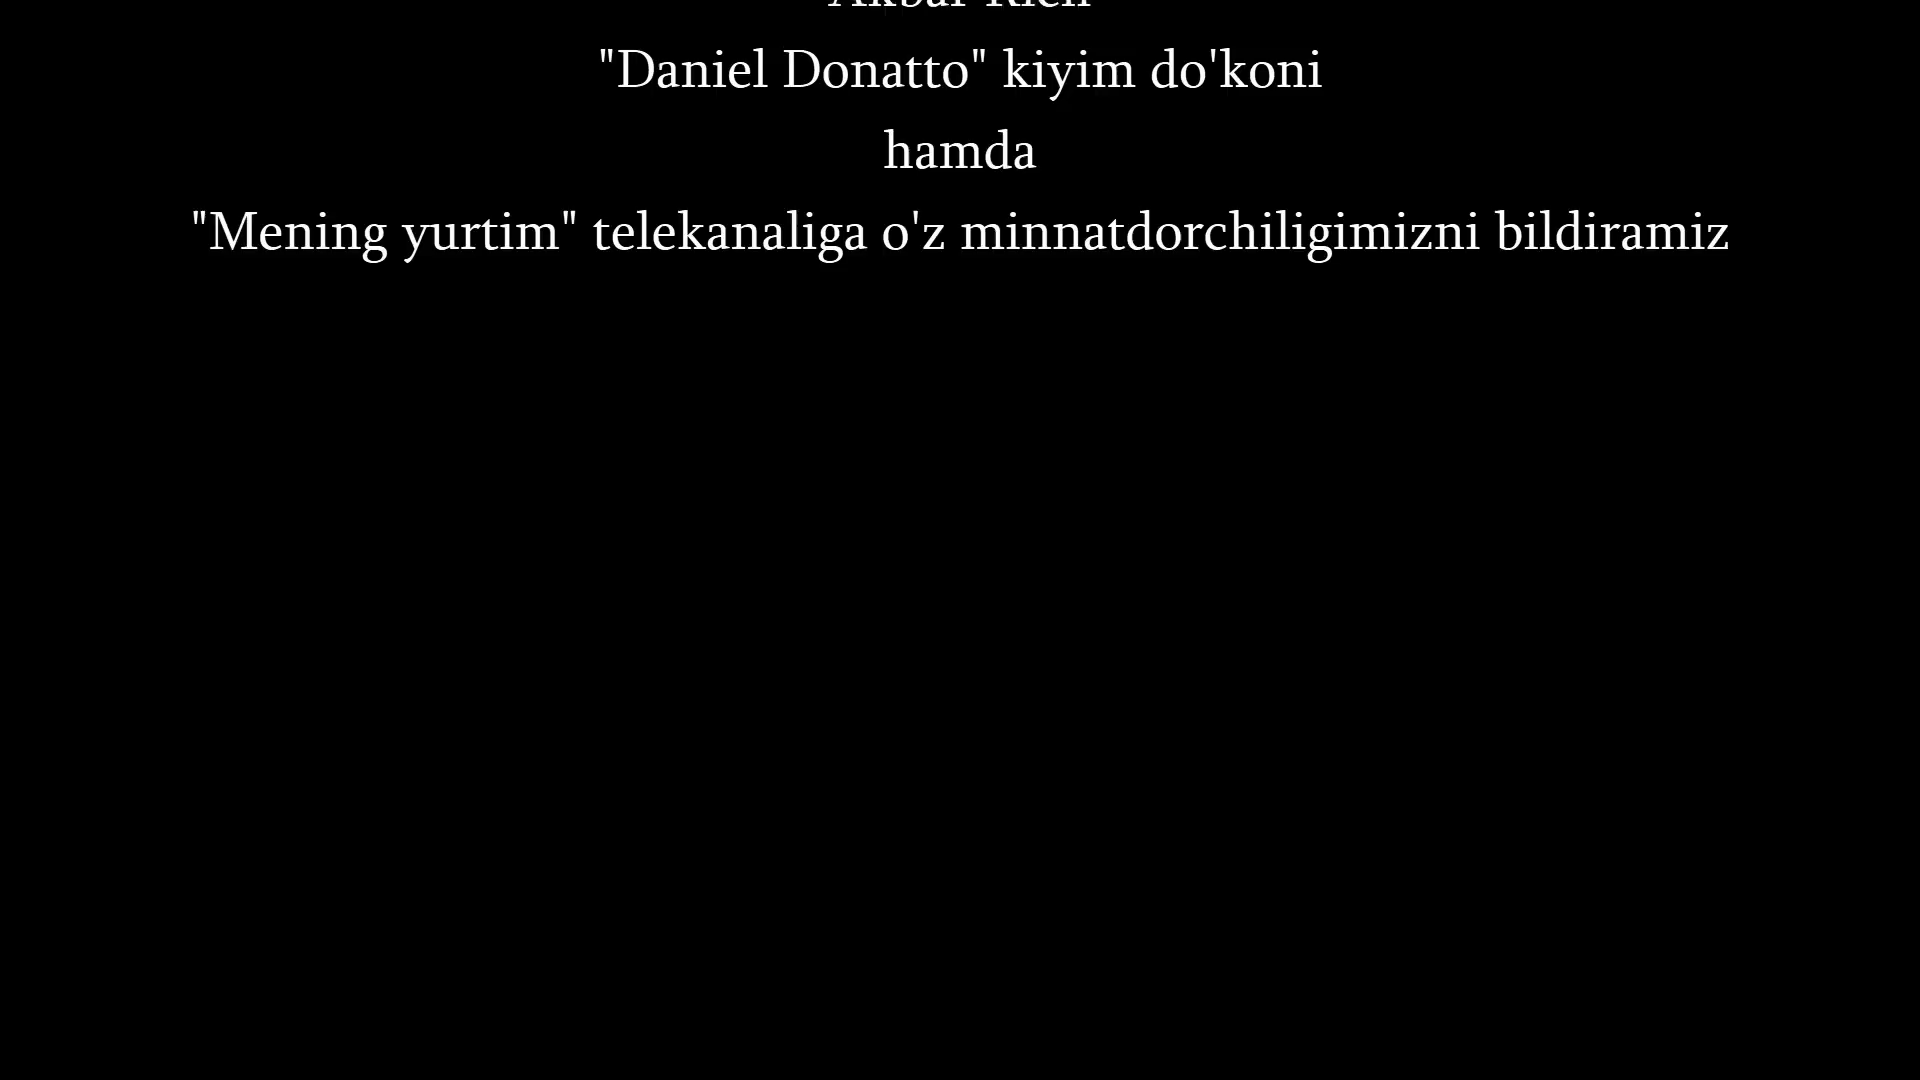 "Daniel Donatto" kiyim do'koni
hamda
"Mening yurtim" telekanaliga o'z minnatdorchiligimizni bildiramiz